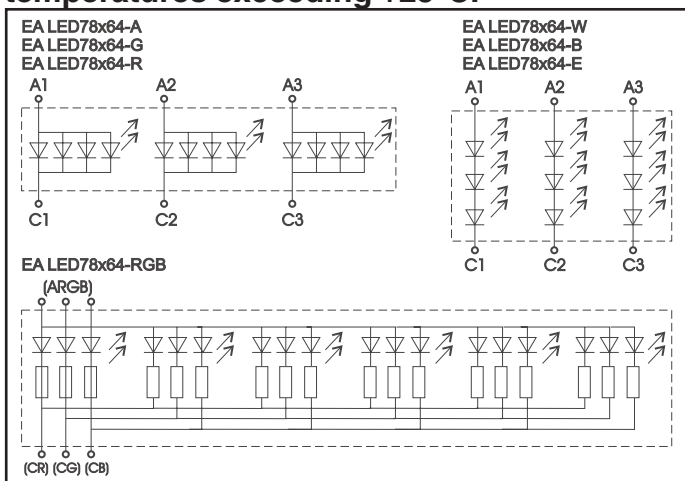 EA LED78x64-A
EA LED78x64-G
EA LED78x64-R
A1 A2 A3
C1 C2 C3
EA LED78x64-W
EA LED78x64-B
EA LED78x64-E
A1 A2 A3
C1 C2 C3
EA LED78x64-RGB
(ARGB)
(CR) (CG) (CB)